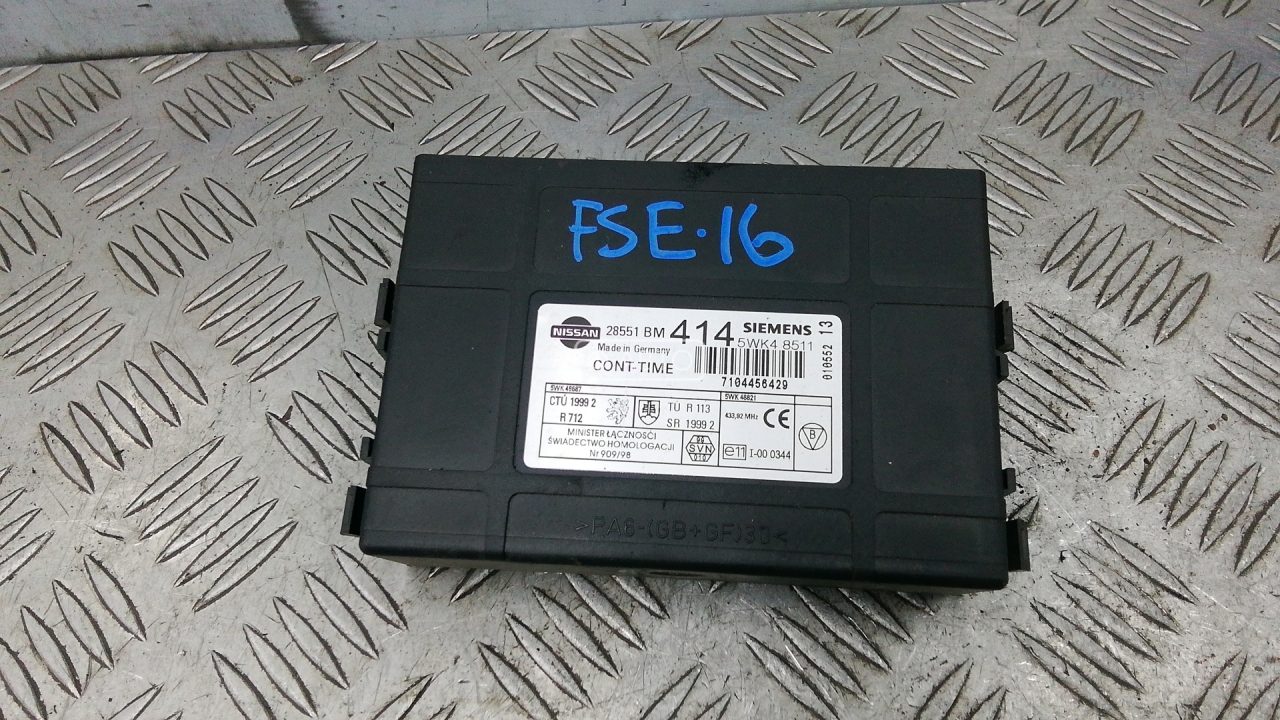 FSE·16
NISSAN 28551 BM 414 SIEMENS
Made in Germany 5WK4 8511
CONT-TIME
7104456429
010552 13
5WK 48687
CTÚ 1999 2
R 712
TU R 113
SR 1999 2
5WK 48821
433,92 MHz CE
MINISTER ŁĄCZNOŚCI
ŚWIADECTWO HOMOLOGACJI
Nr 909/98
SVN
e11 I-00 0344
B
>PA6-(GB+GF)30<